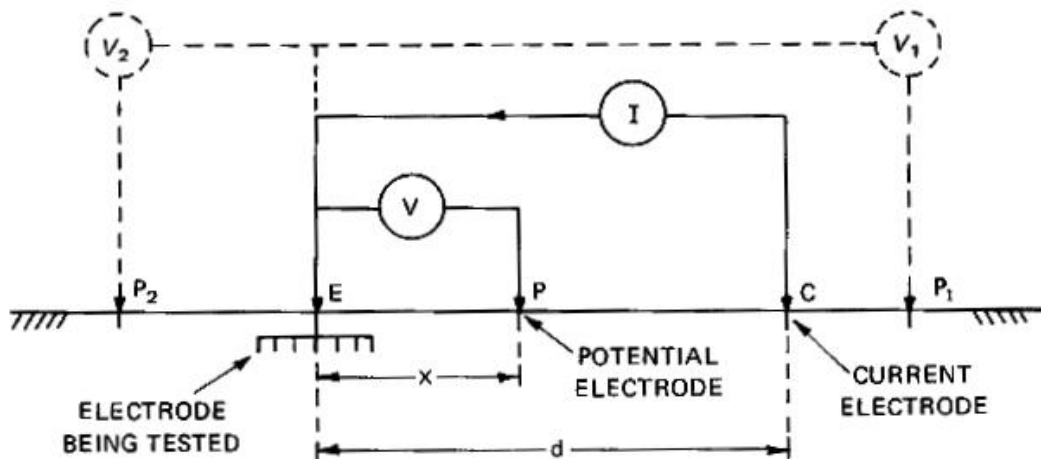 V2
V1
I
V
P2
E
P
C
P1
X
POTENTIAL
ELECTRODE
CURRENT
ELECTRODE
ELECTRODE
BEING TESTED
d